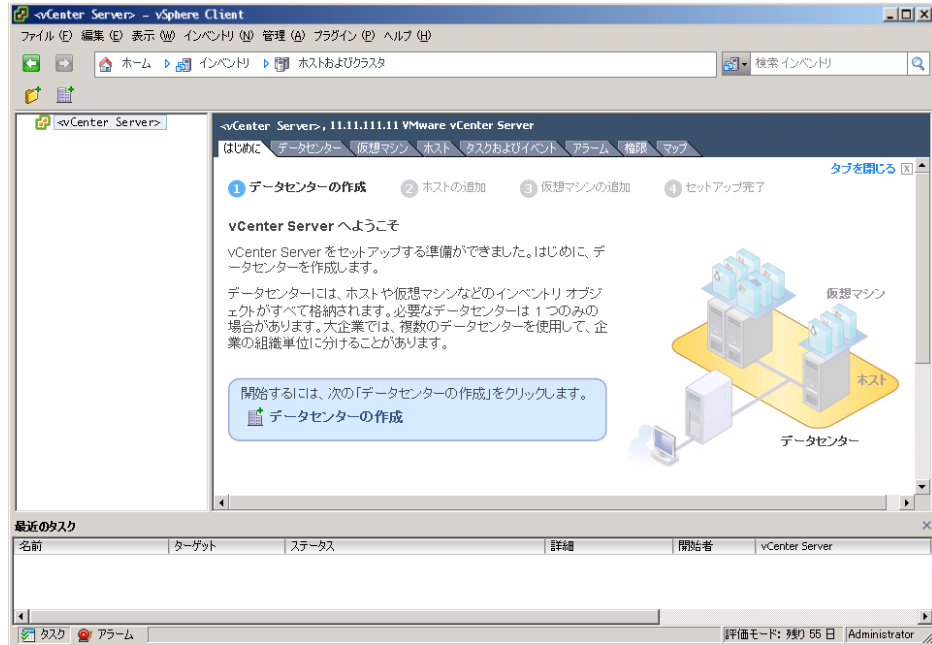 <vCenter Server> - vSphere Client
ファイル (F) 編集 (E) 表示 (W) インベントリ (N) 管理 (A) プラグイン (P) ヘルプ (H)
ホーム インベントリ ホストおよびクラスタ 検索 インベントリ
<vCenter Server>
<vCenter Server>, 11.11.111.11 VMware vCenter Server
はじめに データセンター 仮想マシン ホスト タスクおよびイベント アラーム 権限 マップ
タブを閉じる
1 データセンターの作成 2 ホストの追加 3 仮想マシンの追加 4 セットアップ完了
vCenter Server へようこそ
vCenter Server をセットアップする準備ができました。はじめに、デ
ータセンターを作成します。
データセンターには、ホストや仮想マシンなどのインベントリ オブジ
ェクトがすべて格納されます。必要なデータセンターは 1 つのみの
場合があります。大企業では、複数のデータセンターを使用して、企
業の組織単位に分けることがあります。
開始するには、次の「データセンターの作成」をクリックします。
データセンターの作成
仮想マシン
ホスト
データセンター
最近のタスク
名前 ターゲット ステータス 詳細 開始者 vCenter Server
タスク アラーム 評価モード: 残り 55 日 Administrator